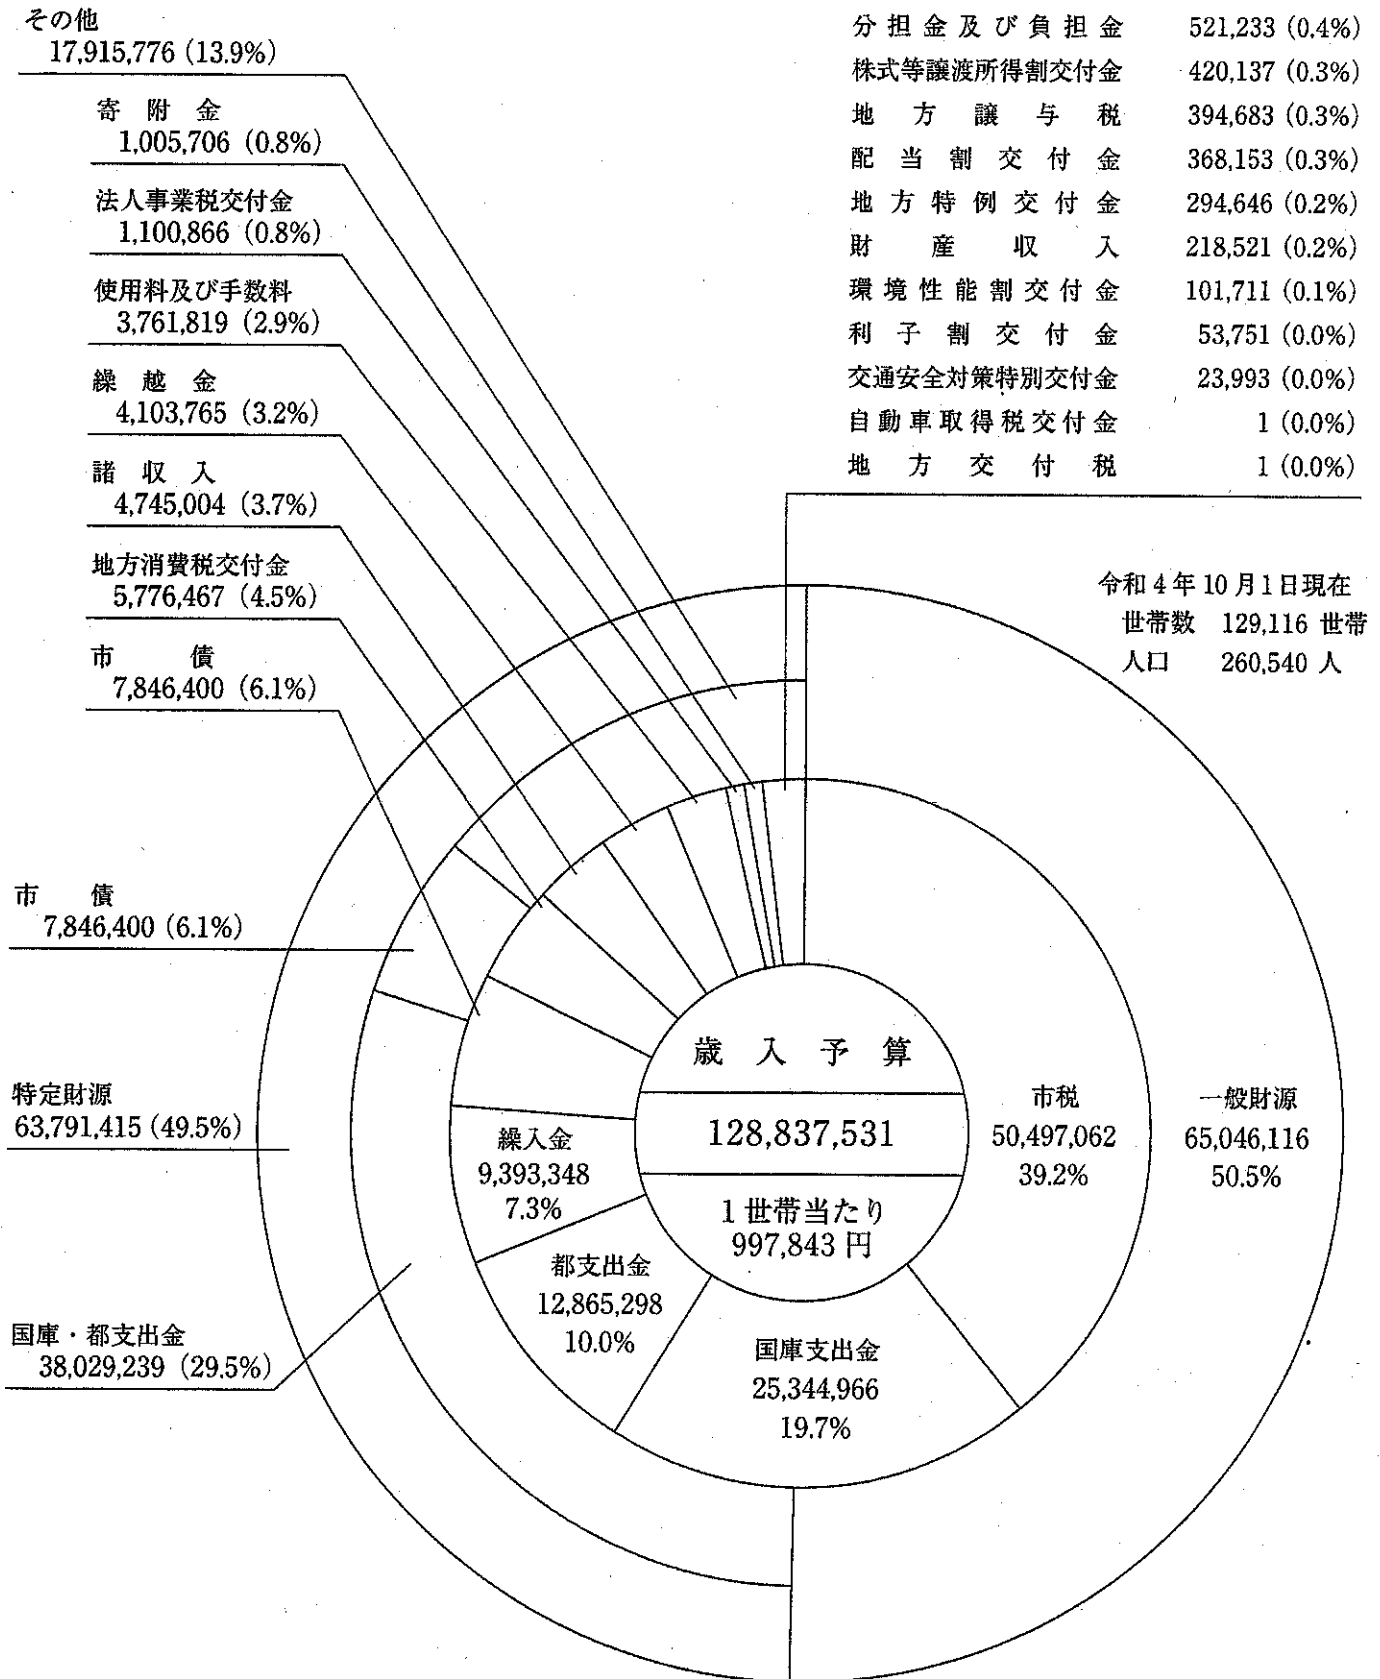 その他
17,915,776 (13.9%)
寄附金
1,005,706 (0.8%)
法人事業税交付金
1,100,866 (0.8%)
使用料及び手数料
3,761,819 (2.9%)
繰越金
4,103,765 (3.2%)
諸収入
4,745,004 (3.7%)
地方消費税交付金
5,776,467 (4.5%)
市債
7,846,400 (6.1%)
分担金及び負担金 521,233 (0.4%)
株式等譲渡所得割交付金 420,137 (0.3%)
地方譲与税 394,683 (0.3%)
配当割交付金 368,153 (0.3%)
地方特例交付金 294,646 (0.2%)
財産収入 218,521 (0.2%)
環境性能割交付金 101,711 (0.1%)
利子割交付金 53,751 (0.0%)
交通安全対策特別交付金 23,993 (0.0%)
自動車取得税交付金 1 (0.0%)
地方交付税 1 (0.0%)
令和4年10月1日現在
世帯数 129,116 世帯
人口 260,540 人
市債
7,846,400 (6.1%)
特定財源
63,791,415 (49.5%)
国庫・都支出金
38,029,239 (29.5%)
歳入予算
128,837,531
1世帯当たり
997,843円
繰入金
9,393,348
7.3%
都支出金
12,865,298
10.0%
国庫支出金
25,344,966
19.7%
市税
50,497,062
39.2%
一般財源
65,046,116
50.5%